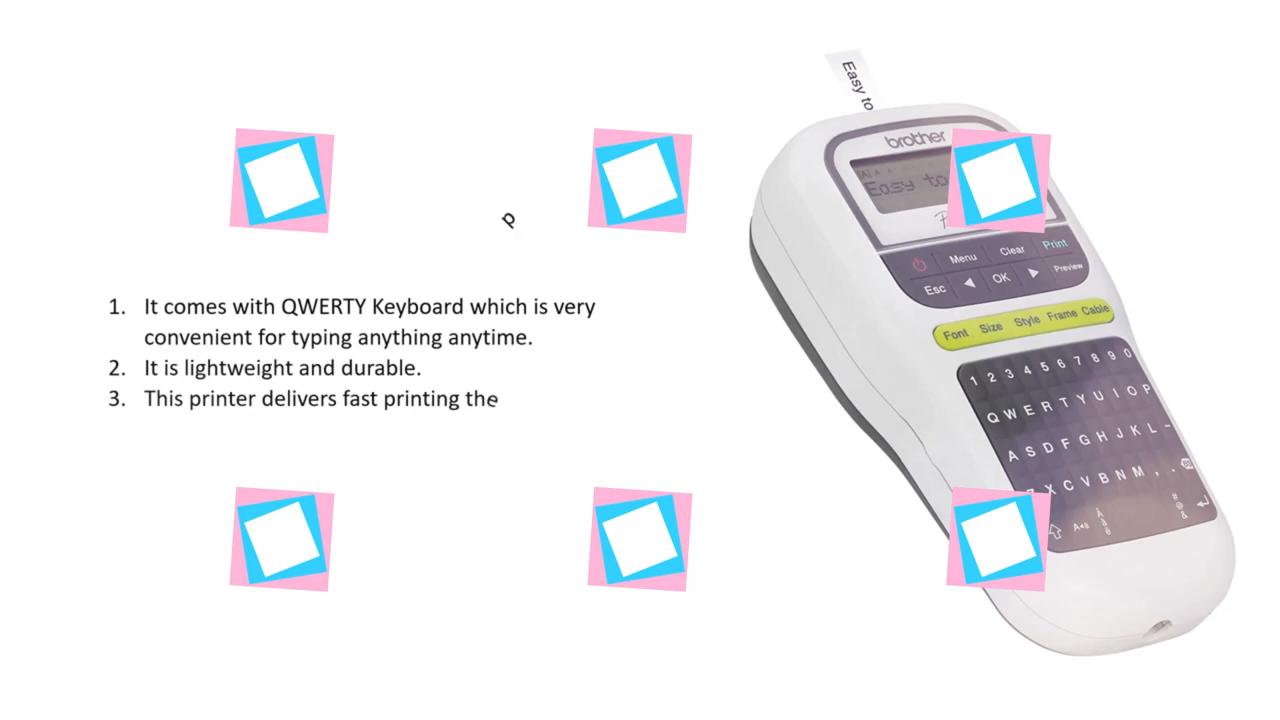 Easy to
brother
Easy to
Menu Clear Print
Esc OK Preview
Font Size Style Frame Cable
1 2 3 4 5 6 7 8 9 0
Q W E R T Y U I O P
A S D F G H J K L -
Z X C V B N M , .
p
1. It comes with QWERTY Keyboard which is very
convenient for typing anything anytime.
2. It is lightweight and durable.
3. This printer delivers fast printing the